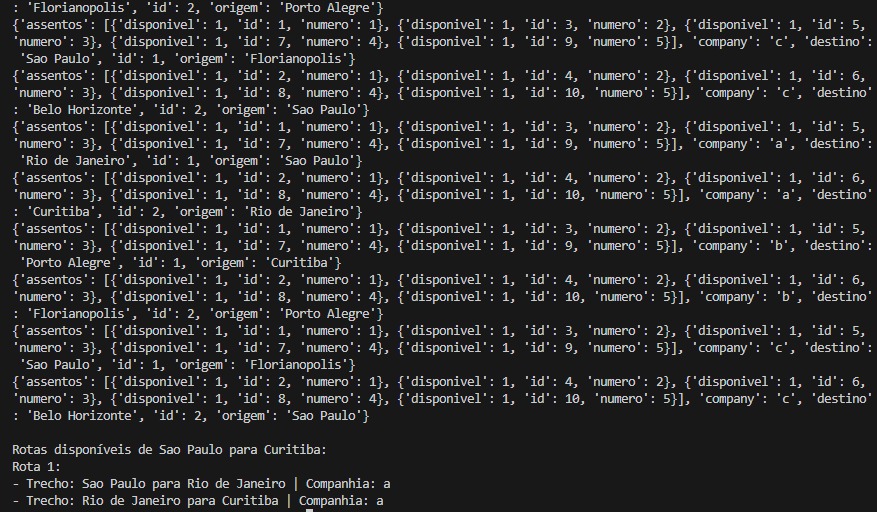 : 'Florianopolis', 'id': 2, 'origem': 'Porto Alegre'}
{'assentos': [{'disponivel': 1, 'id': 1, 'numero': 1}, {'disponivel': 1, 'id': 3, 'numero': 2}, {'disponivel': 1, 'id': 5,
'numero': 3}, {'disponivel': 1, 'id': 7, 'numero': 4}, {'disponivel': 1, 'id': 9, 'numero': 5}], 'company': 'c', 'destino':
'Sao Paulo', 'id': 1, 'origem': 'Florianopolis'}
{'assentos': [{'disponivel': 1, 'id': 2, 'numero': 1}, {'disponivel': 1, 'id': 4, 'numero': 2}, {'disponivel': 1, 'id': 6,
'numero': 3}, {'disponivel': 1, 'id': 8, 'numero': 4}, {'disponivel': 1, 'id': 10, 'numero': 5}], 'company': 'c', 'destino'
: 'Belo Horizonte', 'id': 2, 'origem': 'Sao Paulo'}
{'assentos': [{'disponivel': 1, 'id': 1, 'numero': 1}, {'disponivel': 1, 'id': 3, 'numero': 2}, {'disponivel': 1, 'id': 5,
'numero': 3}, {'disponivel': 1, 'id': 7, 'numero': 4}, {'disponivel': 1, 'id': 9, 'numero': 5}], 'company': 'a', 'destino':
'Rio de Janeiro', 'id': 1, 'origem': 'Sao Paulo'}
{'assentos': [{'disponivel': 1, 'id': 2, 'numero': 1}, {'disponivel': 1, 'id': 4, 'numero': 2}, {'disponivel': 1, 'id': 6,
'numero': 3}, {'disponivel': 1, 'id': 8, 'numero': 4}, {'disponivel': 1, 'id': 10, 'numero': 5}], 'company': 'a', 'destino'
: 'Curitiba', 'id': 2, 'origem': 'Rio de Janeiro'}
{'assentos': [{'disponivel': 1, 'id': 1, 'numero': 1}, {'disponivel': 1, 'id': 3, 'numero': 2}, {'disponivel': 1, 'id': 5,
'numero': 3}, {'disponivel': 1, 'id': 7, 'numero': 4}, {'disponivel': 1, 'id': 9, 'numero': 5}], 'company': 'b', 'destino':
'Porto Alegre', 'id': 1, 'origem': 'Curitiba'}
{'assentos': [{'disponivel': 1, 'id': 2, 'numero': 1}, {'disponivel': 1, 'id': 4, 'numero': 2}, {'disponivel': 1, 'id': 6,
'numero': 3}, {'disponivel': 1, 'id': 8, 'numero': 4}, {'disponivel': 1, 'id': 10, 'numero': 5}], 'company': 'b', 'destino'
: 'Florianopolis', 'id': 2, 'origem': 'Porto Alegre'}
{'assentos': [{'disponivel': 1, 'id': 1, 'numero': 1}, {'disponivel': 1, 'id': 3, 'numero': 2}, {'disponivel': 1, 'id': 5,
'numero': 3}, {'disponivel': 1, 'id': 7, 'numero': 4}, {'disponivel': 1, 'id': 9, 'numero': 5}], 'company': 'c', 'destino':
'Sao Paulo', 'id': 1, 'origem': 'Florianopolis'}
{'assentos': [{'disponivel': 1, 'id': 2, 'numero': 1}, {'disponivel': 1, 'id': 4, 'numero': 2}, {'disponivel': 1, 'id': 6,
'numero': 3}, {'disponivel': 1, 'id': 8, 'numero': 4}, {'disponivel': 1, 'id': 10, 'numero': 5}], 'company': 'c', 'destino'
: 'Belo Horizonte', 'id': 2, 'origem': 'Sao Paulo'}
Rotas disponíveis de Sao Paulo para Curitiba:
Rota 1:
- Trecho: Sao Paulo para Rio de Janeiro | Companhia: a
- Trecho: Rio de Janeiro para Curitiba | Companhia: a